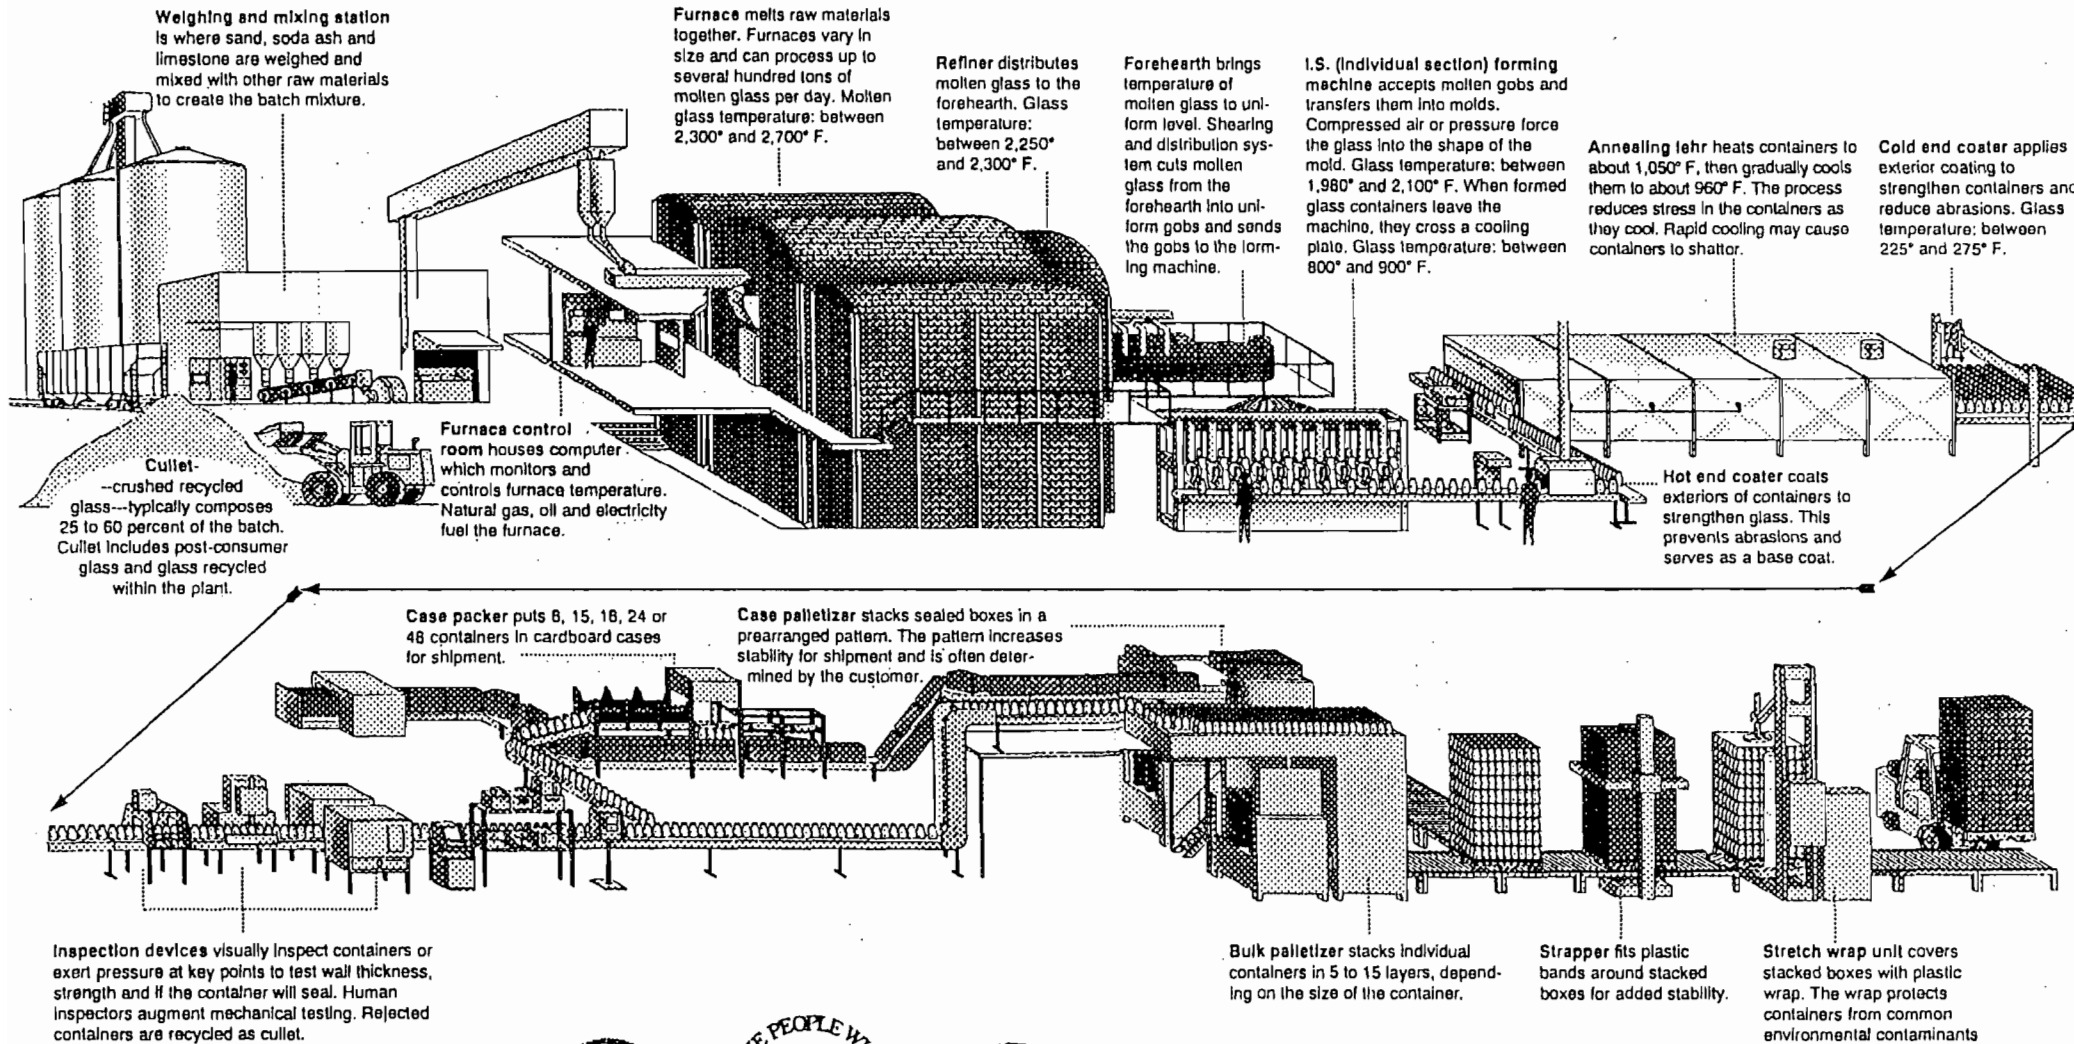 Weighing and mixing station
is where sand, soda ash and
limestone are weighed and
mixed with other raw materials
to create the batch mixture.
Furnace melts raw materials
together. Furnaces vary in
size and can process up to
several hundred tons of
molten glass per day. Molten
glass temperature: between
2,300° and 2,700° F.
Refiner distributes
molten glass to the
forehearth. Glass
temperature:
between 2,250°
and 2,300° F.
Forehearth brings
temperature of
molten glass to uni-
form level. Shearing
and distribution sys-
tem cuts molten
glass from the
forehearth into uni-
form gobs and sends
the gobs to the form-
ing machine.
I.S. (individual section) forming
machine accepts molten gobs and
transfers them into molds.
Compressed air or pressure force
the glass into the shape of the
mold. Glass temperature: between
1,980° and 2,100° F. When formed
glass containers leave the
machine, they cross a cooling
plate. Glass temperature: between
800° and 900° F.
Annealing lehr heats containers to
about 1,050° F, then gradually cools
them to about 960° F. The process
reduces stress in the containers as
they cool. Rapid cooling may cause
containers to shatter.
Cold end coater applies
exterior coating to
strengthen containers and
reduce abrasions. Glass
temperature: between
225° and 275° F.
Cullet-
--crushed recycled
glass---typically composes
25 to 60 percent of the batch.
Cullet includes post-consumer
glass and glass recycled
within the plant.
Furnace control
room houses computer
which monitors and
controls furnace temperature.
Natural gas, oil and electricity
fuel the furnace.
Hot end coater coats
exteriors of containers to
strengthen glass. This
prevents abrasions and
serves as a base coat.
Case packer puts 8, 15, 18, 24 or
48 containers in cardboard cases
for shipment.
Case palletizer stacks sealed boxes in a
prearranged pattern. The pattern increases
stability for shipment and is often deter-
mined by the customer.
Inspection devices visually inspect containers or
exert pressure at key points to test wall thickness,
strength and if the container will seal. Human
inspectors augment mechanical testing. Rejected
containers are recycled as cullet.
Bulk palletizer stacks individual
containers in 5 to 15 layers, depend-
ing on the size of the container.
Strapper fits plastic
bands around stacked
boxes for added stability.
Stretch wrap unit covers
stacked boxes with plastic
wrap. The wrap protects
containers from common
environmental contaminants
PEOPLE